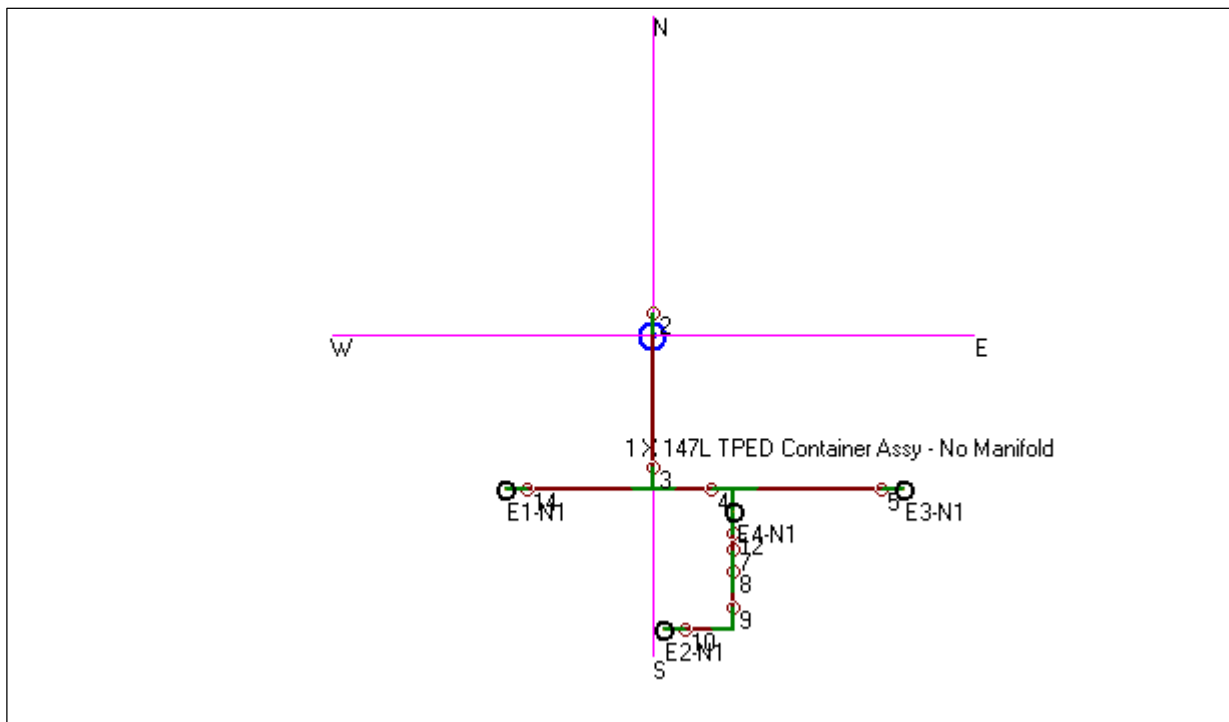 N
2
W
E
1 X 147L TPED Container Assy - No Manifold
3
14
4
5
E1-N1
E3-N1
E4-N1
12
7
8
9
10
E2-N1
S